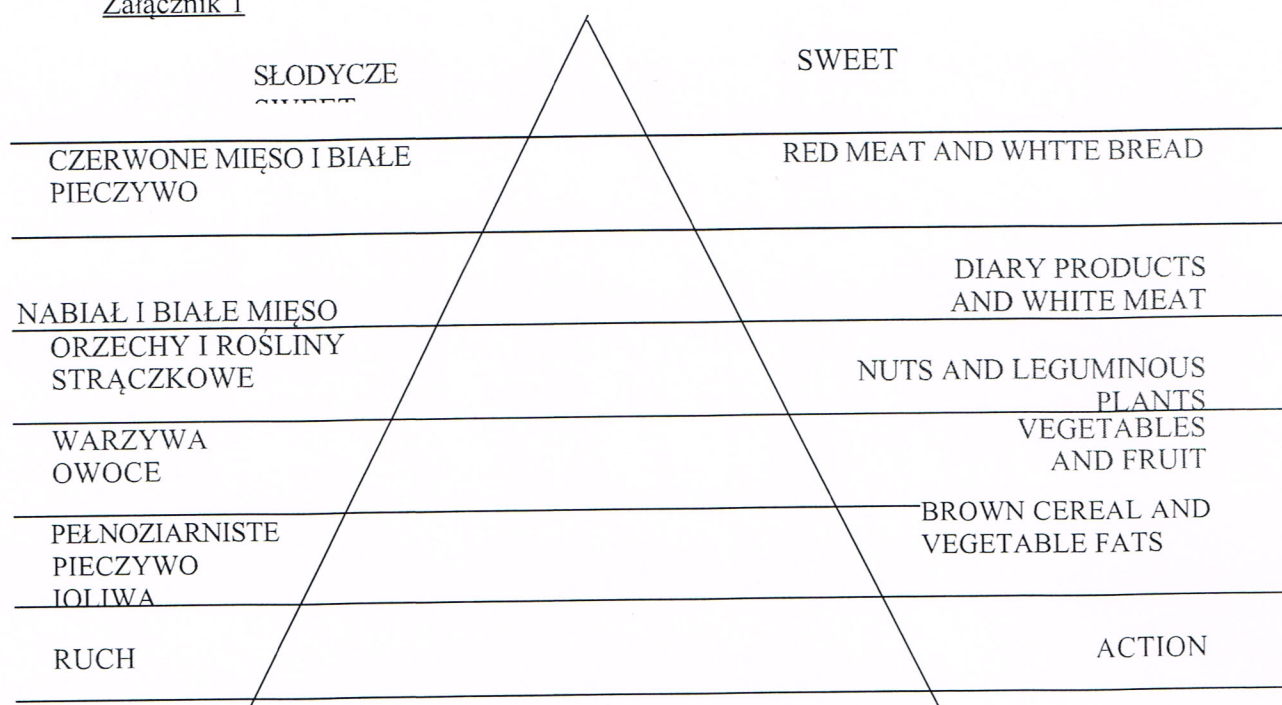 Załącznik 1
SŁODYCZE
SWEET
SWEET
CZERWONE MIĘSO I BIAŁE
PIECZYWO
RED MEAT AND WHTTE BREAD
NABIAŁ I BIAŁE MIĘSO
DIARY PRODUCTS
AND WHITE MEAT
ORZECHY I ROŚLINY
STRĄCZKOWE
NUTS AND LEGUMINOUS
PLANTS
WARZYWA
OWOCE
VEGETABLES
AND FRUIT
PEŁNOZIARNISTE
PIECZYWO
IOLIWA
BROWN CEREAL AND
VEGETABLE FATS
RUCH
ACTION